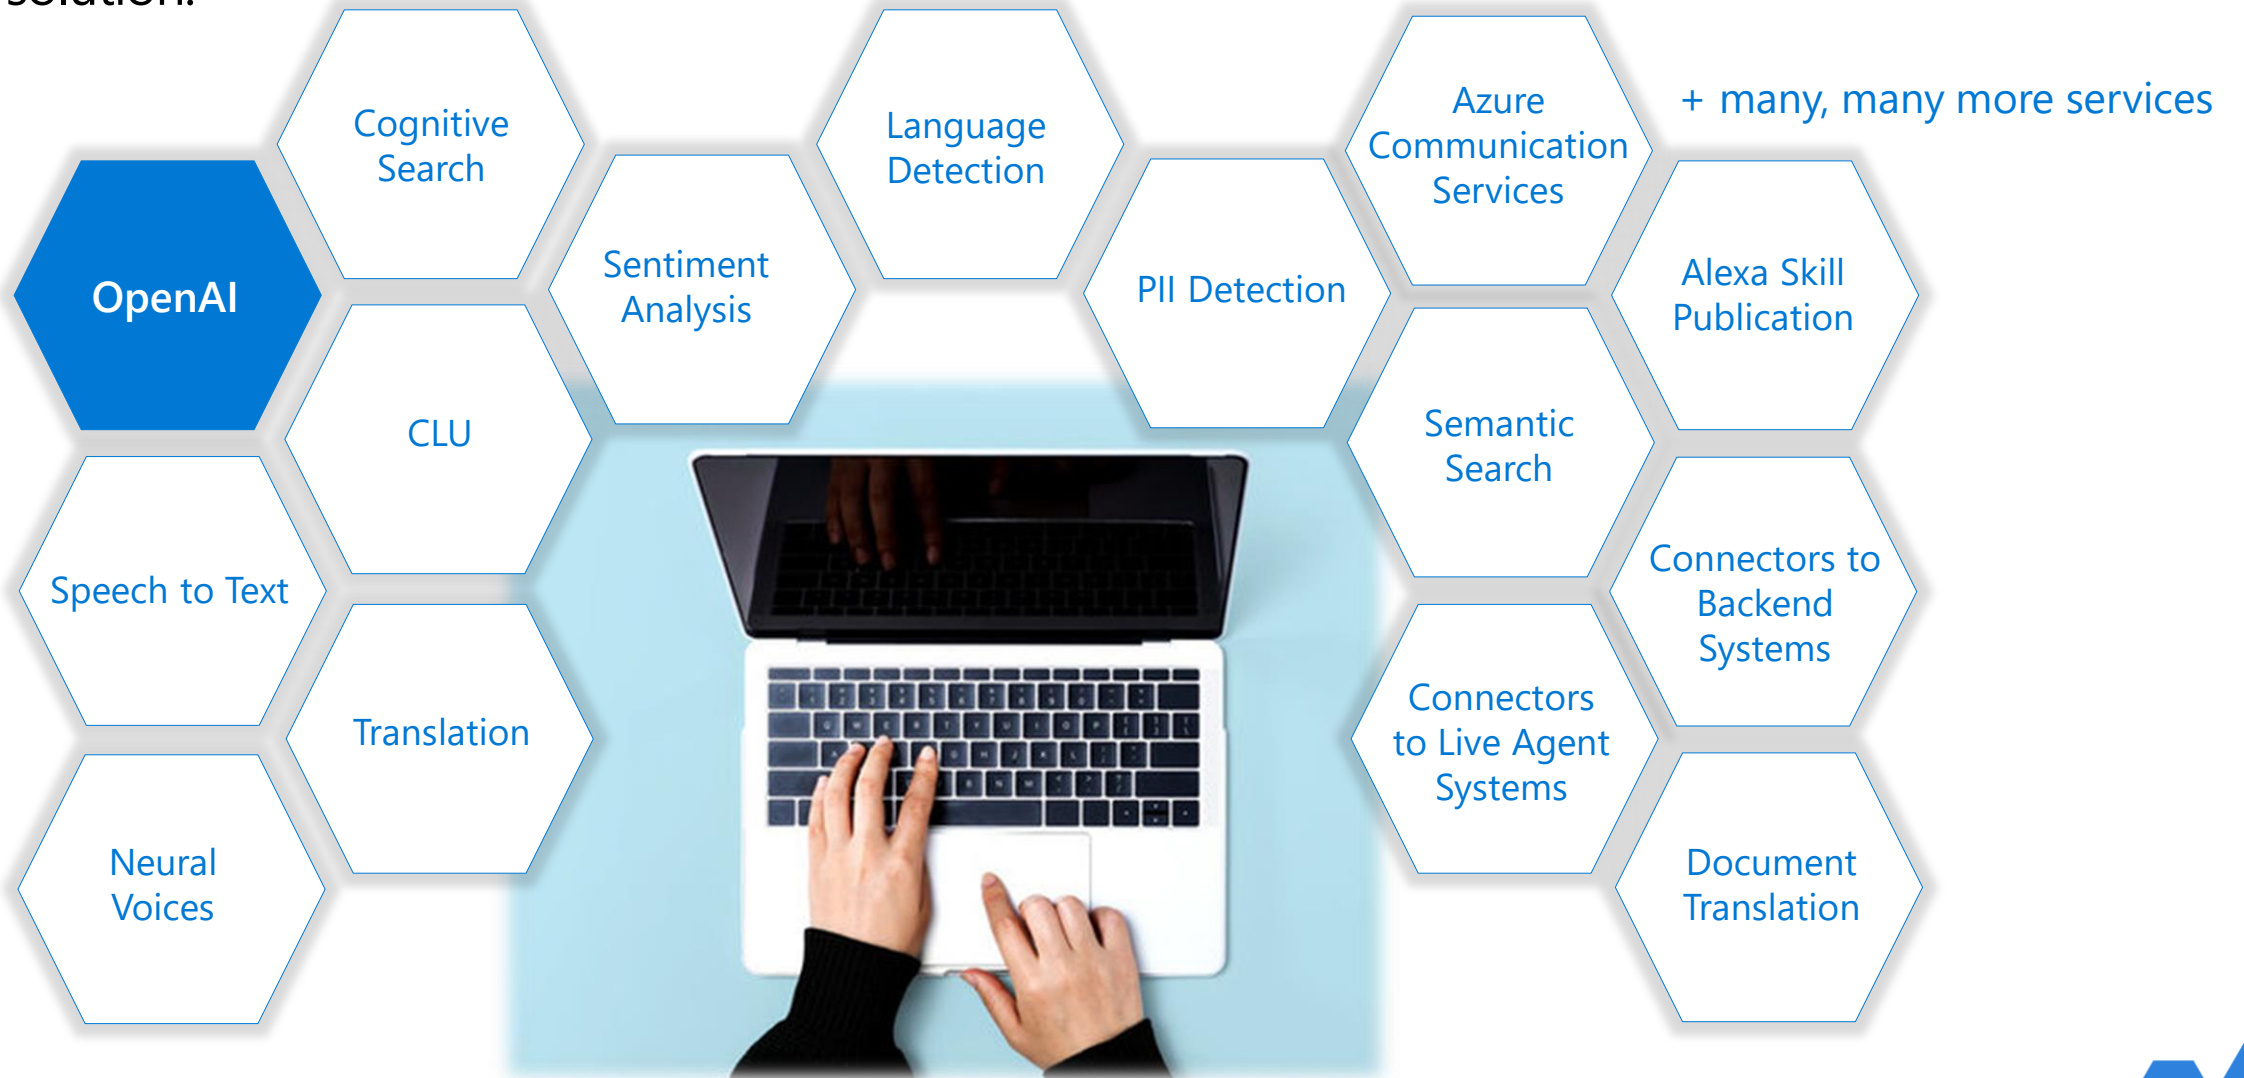 solution.
Cognitive
Search
Language
Detection
Azure
Communication
Services
+ many, many more services
OpenAI
Sentiment
Analysis
PII Detection
Alexa Skill
Publication
CLU
Semantic
Search
Speech to Text
Connectors to
Backend
Systems
Translation
Connectors
to Live Agent
Systems
Neural
Voices
Document
Translation